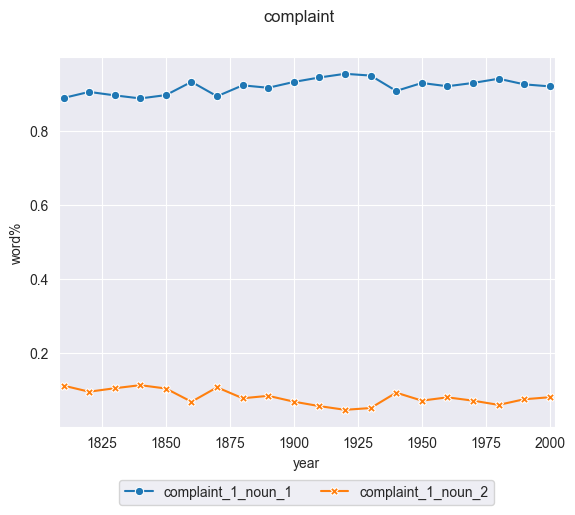 complaint
0.8
0.6
0.4
0.2
word%
1825 1850 1875 1900 1925 1950 1975 2000
year
complaint_1_noun_1 complaint_1_noun_2